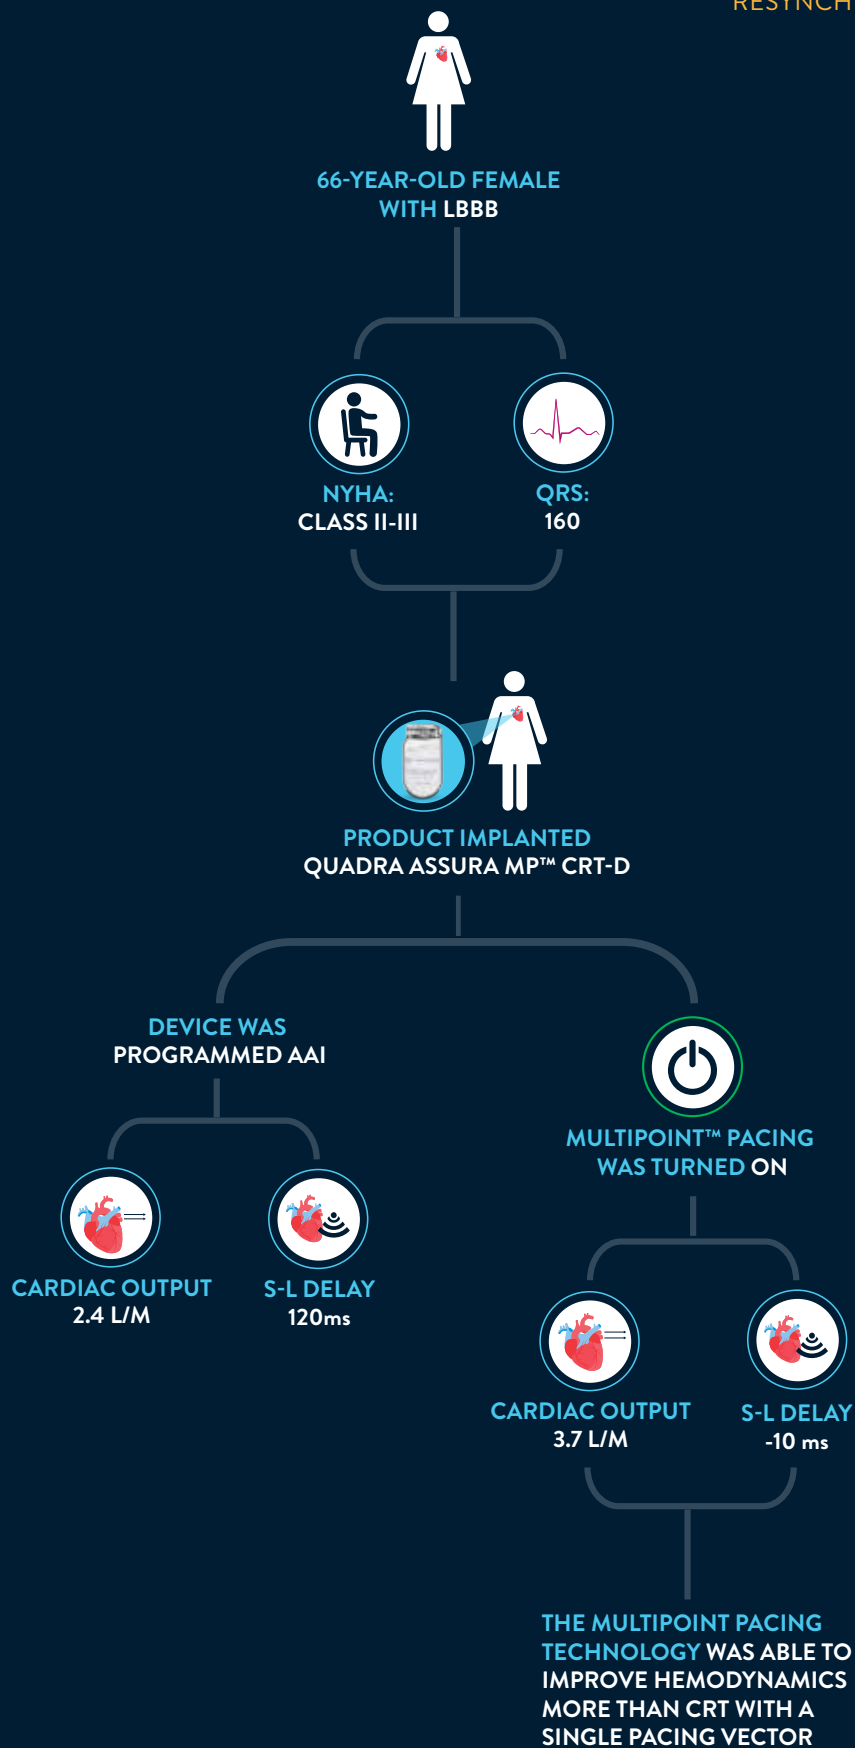 RESYNCH
66-YEAR-OLD FEMALE
WITH LBBB
NYHA:
CLASS II-III
QRS:
160
PRODUCT IMPLANTED
QUADRA ASSURA MP™ CRT-D
DEVICE WAS
PROGRAMMED AAI
CARDIAC OUTPUT
2.4 L/M
S-L DELAY
120ms
MULTIPOINT™ PACING
WAS TURNED ON
CARDIAC OUTPUT
3.7 L/M
S-L DELAY
-10 ms
THE MULTIPOINT PACING
TECHNOLOGY WAS ABLE TO
IMPROVE HEMODYNAMICS
MORE THAN CRT WITH A
SINGLE PACING VECTOR